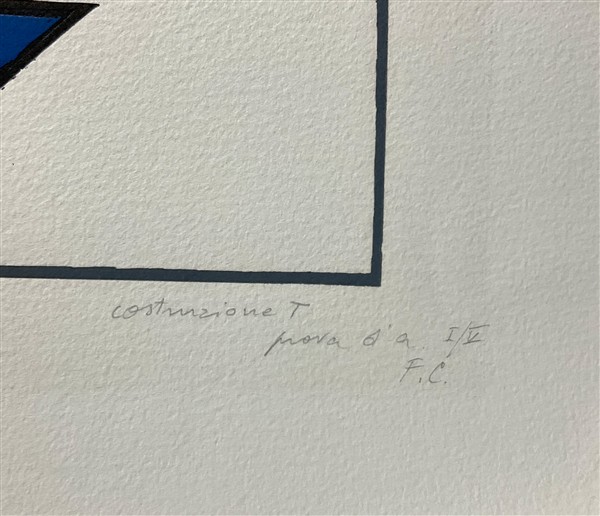 costruzione T
prova d'a. I/V
F.C.